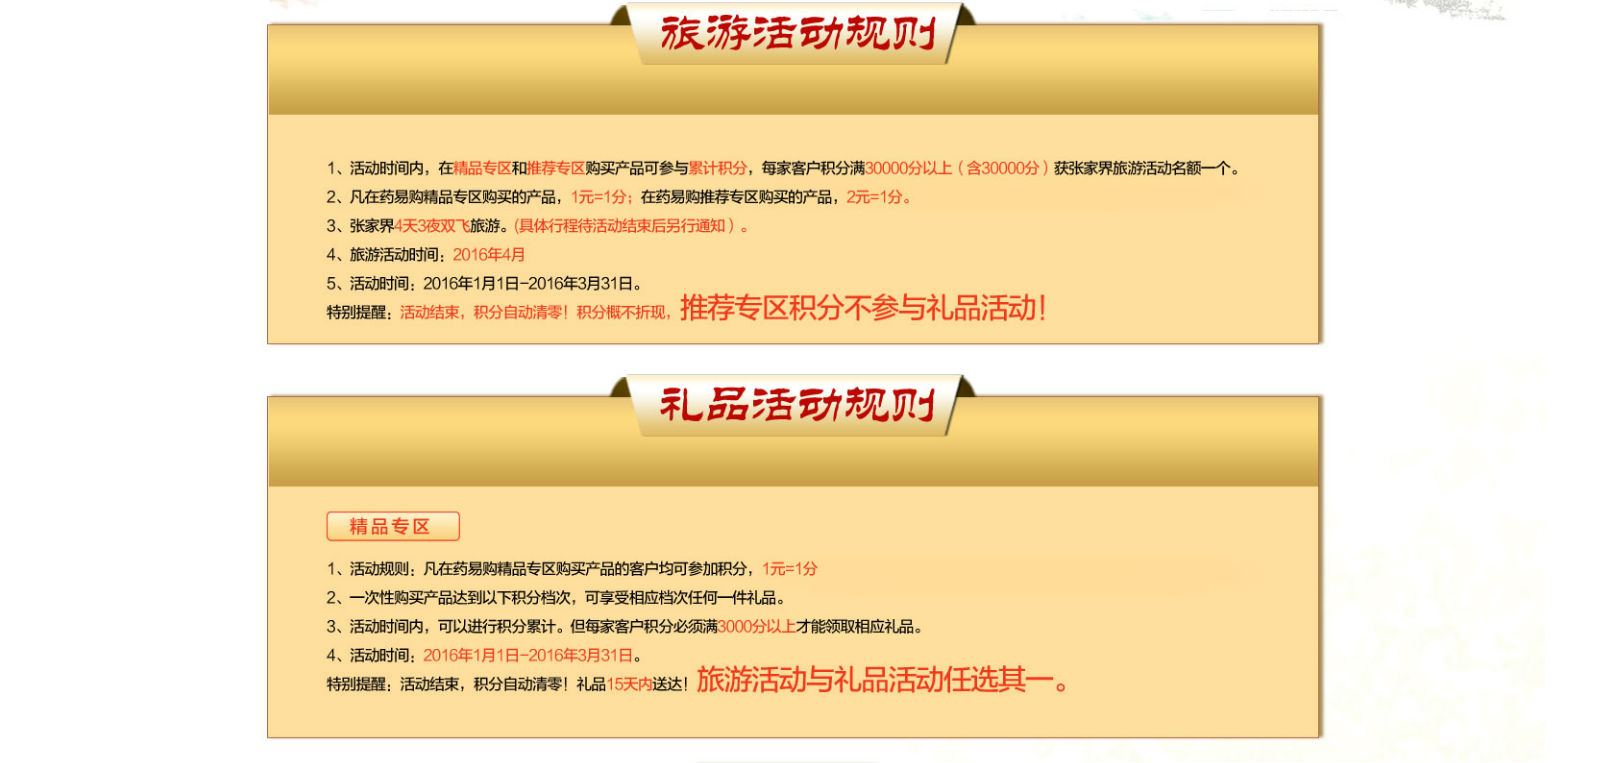 旅游活动规则
1、活动时间内，在精品专区和推荐专区购买产品可参与累计积分，每家客户积分满30000分以上（含30000分）获张家界旅游活动名额一个。
2、凡在药易购精品专区购买的产品，1元=1分；在药易购推荐专区购买的产品，2元=1分。
3、张家界4天3夜双飞旅游。(具体行程待活动结束后另行通知）。
4、旅游活动时间：2016年4月
5、活动时间：2016年1月1日-2016年3月31日。
特别提醒：活动结束，积分自动清零！积分概不折现，推荐专区积分不参与礼品活动！
礼品活动规则
精品专区
1、活动规则：凡在药易购精品专区购买产品的客户均可参加积分，1元=1分
2、一次性购买产品达到以下积分档次，可享受相应档次任何一件礼品。
3、活动时间内，可以进行积分累计。但每家客户积分必须满3000分以上才能领取相应礼品。
4、活动时间：2016年1月1日-2016年3月31日。
特别提醒：活动结束，积分自动清零！礼品15天内送达！旅游活动与礼品活动任选其一。